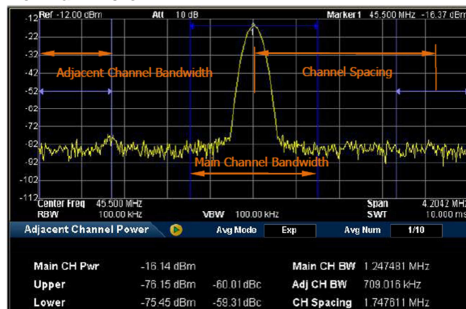 Ref -12.00 dBm Att 10 dB Marker1 45.500 MHz -16.37 dBm
-12
-22
-32
-42
-52
-62
-72
-82
-92
-102
-112
1
Adjacent Channel Bandwidth
Channel Spacing
Main Channel Bandwidth
Center Freq 45.500 MHz Span 4.2042 MHz
RBW 100.00 kHz VBW 100.00 kHz SWT 10.000 ms
Adjacent Channel Power Avg Mode Exp Avg Num 1/10
Main CH Pwr -16.14 dBm Main CH BW 1.247481 MHz
Upper -76.15 dBm -60.01dBc Adj CH BW 709.016 kHz
Lower -75.45 dBm -59.31dBc CH Spacing 1.747611 MHz